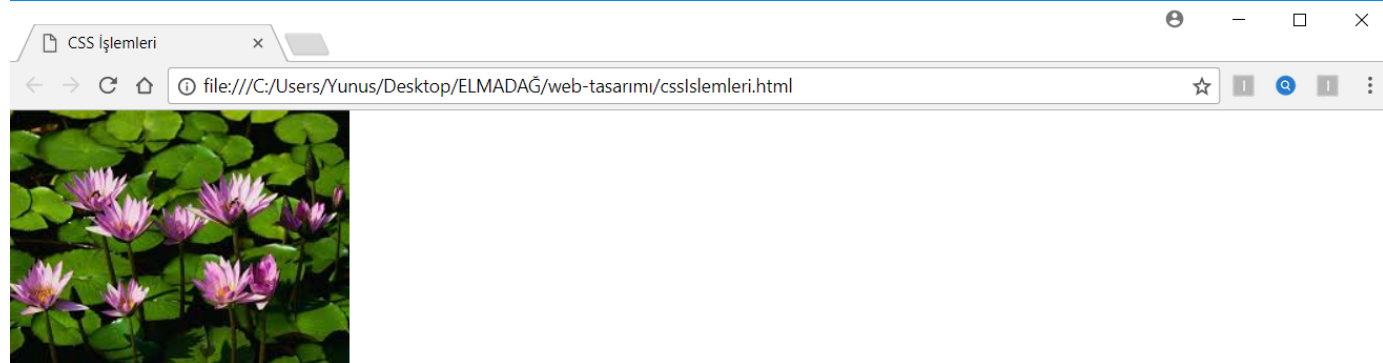 CSS İşlemleri
file:///C:/Users/Yunus/Desktop/ELMADAĞ/web-tasarımı/cssIslemleri.html